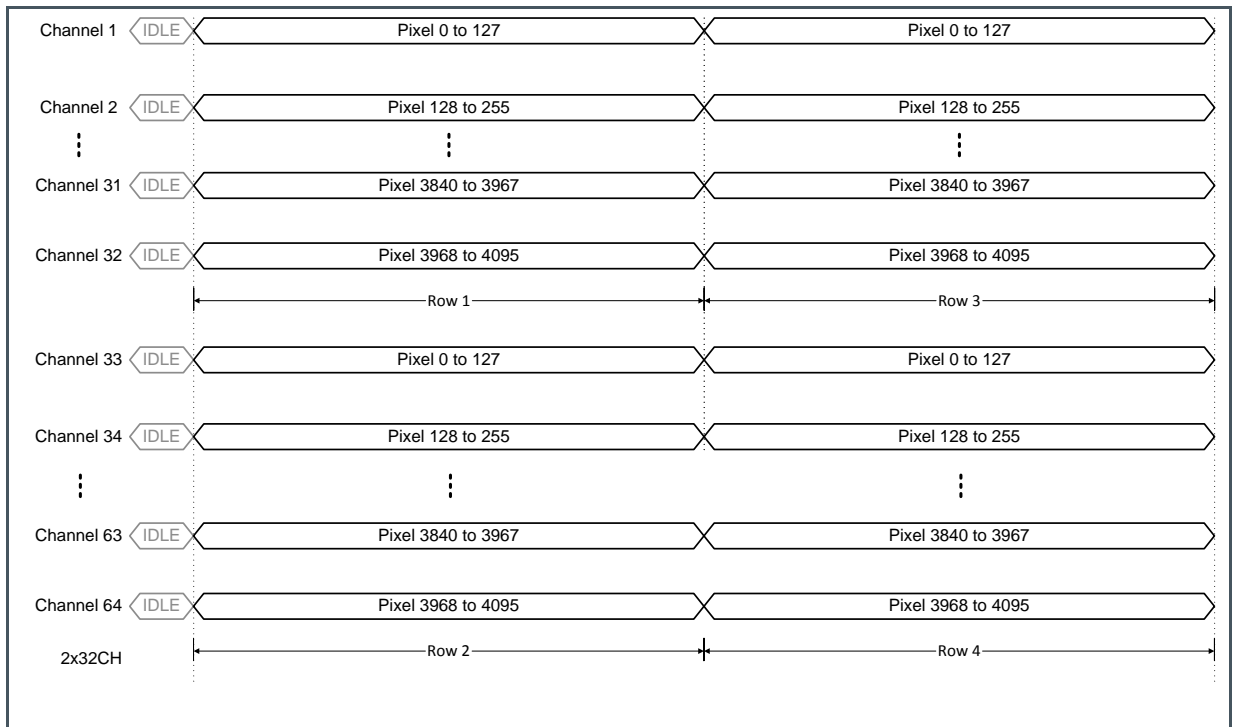 Channel 1 IDLE Pixel 0 to 127 Pixel 0 to 127
Channel 2 IDLE Pixel 128 to 255 Pixel 128 to 255
Channel 31 IDLE Pixel 3840 to 3967 Pixel 3840 to 3967
Channel 32 IDLE Pixel 3968 to 4095 Pixel 3968 to 4095
Row 1 Row 3
Channel 33 IDLE Pixel 0 to 127 Pixel 0 to 127
Channel 34 IDLE Pixel 128 to 255 Pixel 128 to 255
Channel 63 IDLE Pixel 3840 to 3967 Pixel 3840 to 3967
Channel 64 IDLE Pixel 3968 to 4095 Pixel 3968 to 4095
2x32CH Row 2 Row 4